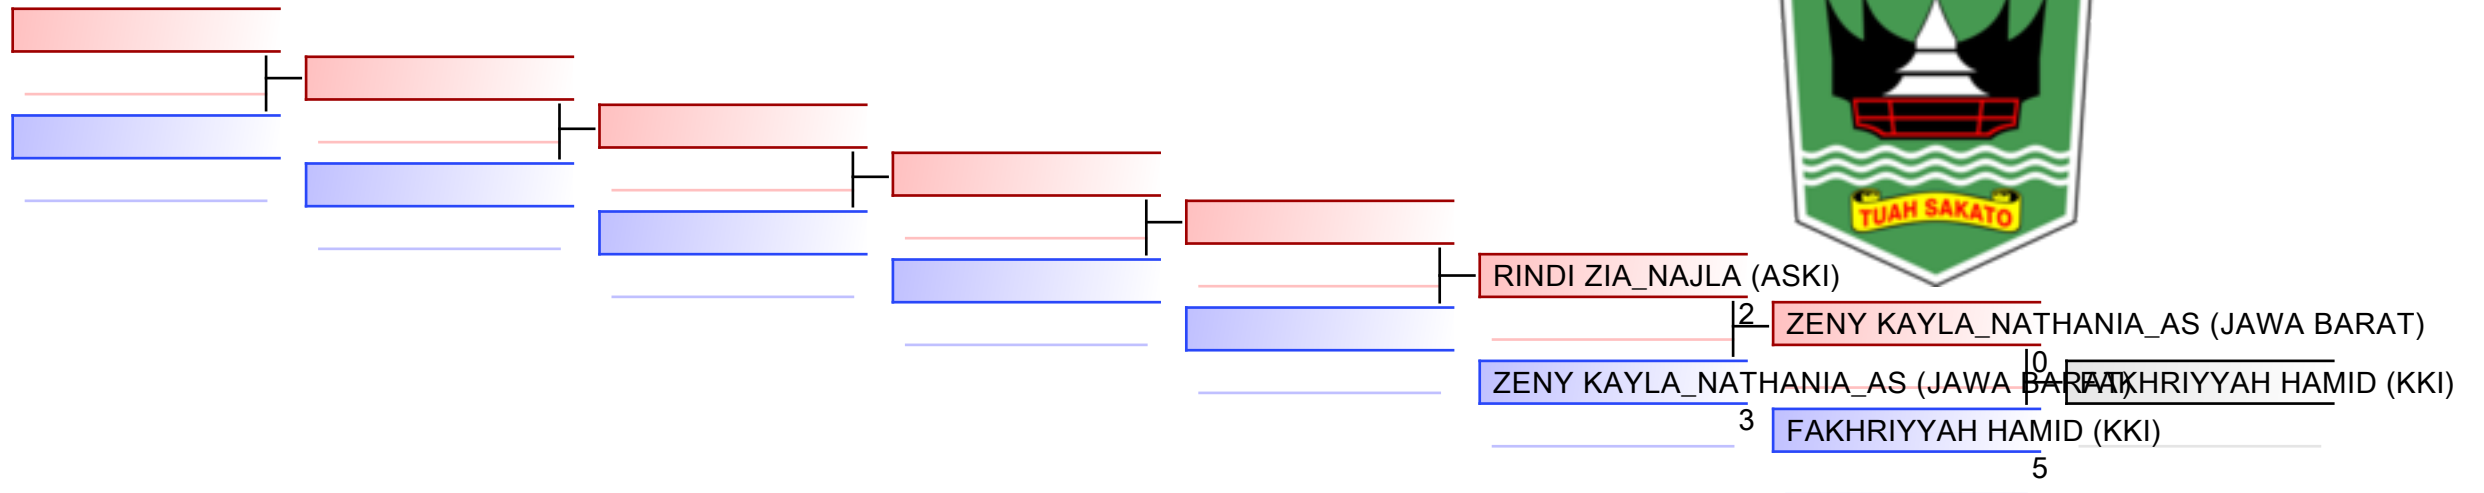 TUAH SAKATO
RINDI ZIA_NAJLA (ASKI)
2
ZENY KAYLA_NATHANIA_AS (JAWA BARAT)
0
ZENY KAYLA_NATHANIA_AS (JAWA BARAT)
FAKHRIYYAH HAMID (KKI)
3
FAKHRIYYAH HAMID (KKI)
5